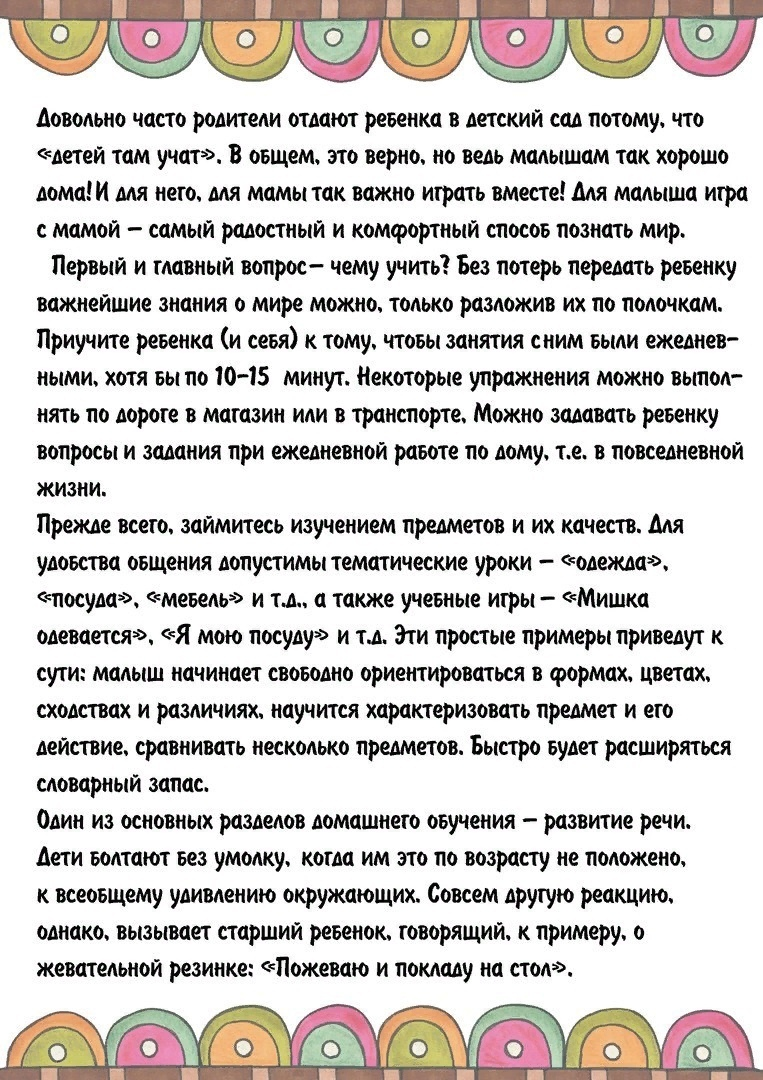 Довольно часто родители отдают ребенка в детский сад потому, что
«детей там учат». В общем, это верно, но ведь малышам так хорошо
дома! И для него, для мамы так важно играть вместе! Для малыша игра
с мамой – самый радостный и комфортный способ познать мир.
Первый и главный вопрос – чему учить? Без потерь передать ребенку
важнейшие знания о мире можно, только разложив их по полочкам.
Приучите ребенка (и себя) к тому, чтобы занятия с ним были ежеднев-
ными, хотя бы по 10-15 минут. Некоторые упражнения можно выпол-
нять по дороге в магазин или в транспорте, Можно задавать ребенку
вопросы и задания при ежедневной работе по дому, т.е. в повседневной
жизни.
Прежде всего, займитесь изучением предметов и их качеств. Для
удобства общения допустимы тематические уроки – «одежда»,
«посуда», «мебель» и т.д., а также учебные игры – «Мишка
одевается», «Я мою посуду» и т.д. Эти простые примеры приведут к
сути: малыш начинает свободно ориентироваться в формах, цветах,
сходствах и различиях, научится характеризовать предмет и его
действие, сравнивать несколько предметов. Быстро будет расширяться
словарный запас.
Один из основных разделов домашнего обучения – развитие речи.
Дети болтают без умолку, когда им это по возрасту не положено,
к всеобщему удивлению окружающих. Совсем другую реакцию,
однако, вызывает старший ребенок, говорящий, к примеру, о
жевательной резинке: «Пожеваю и покладу на стол».